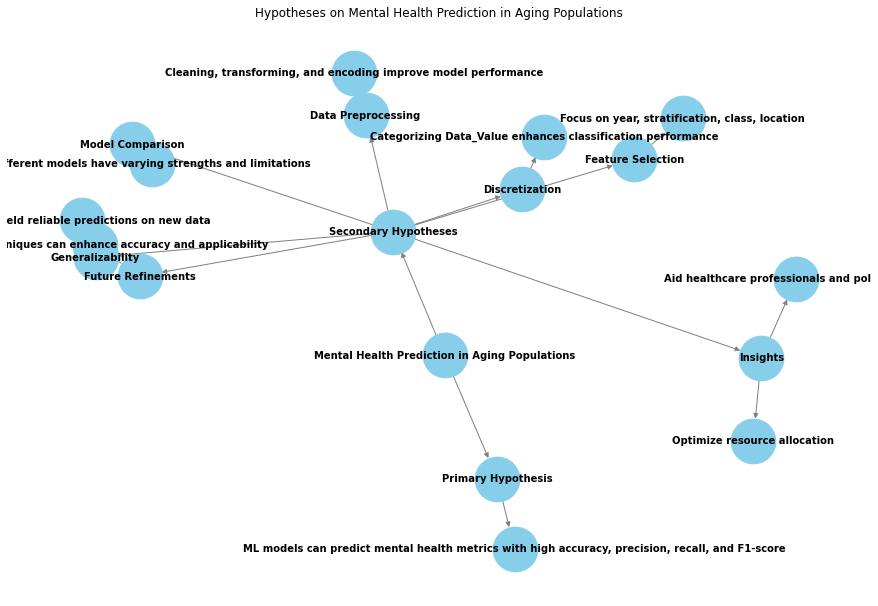 Hypotheses on Mental Health Prediction in Aging Populations
Cleaning, transforming, and encoding improve model performance
Data Preprocessing
Focus on year, stratification, class, location
Categorizing Data_Value enhances classification performance
Model Comparison
Feature Selection
models have varying strengths and limitations
Discretization
reliable predictions on new data
Secondary Hypotheses
can enhance accuracy and applicability
Generalizability
Future Refinements
Aid healthcare professionals and
Mental Health Prediction in Aging Populations
Insights
Optimize resource allocation
Primary Hypothesis
ML models can predict mental health metrics with high accuracy, precision, recall, and F1-score